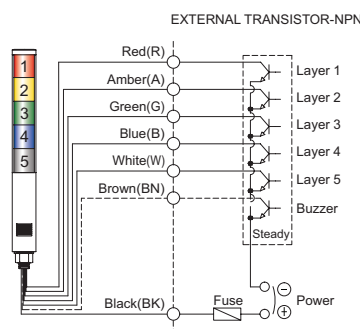 EXTERNAL TRANSISTOR-NPN
Red(R)
Amber(A)
Green(G)
Blue(B)
White(W)
Brown(BN)
Black(BK)
1
2
3
4
5
Layer 1
Layer 2
Layer 3
Layer 4
Layer 5
Buzzer
Steady
Fuse
Power